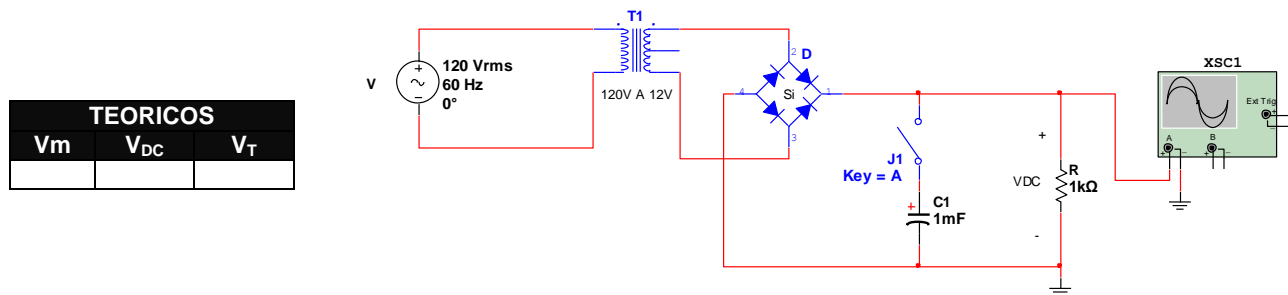 TEORICOS
Vm VDC VT
V
120 Vrms
60 Hz
0°
T1
120V A 12V
2 D
Si
4 1
3
J1
Key = A
C1
1mF
+
VDC
-
R
1kΩ
XSC1
Ext Trig
A B